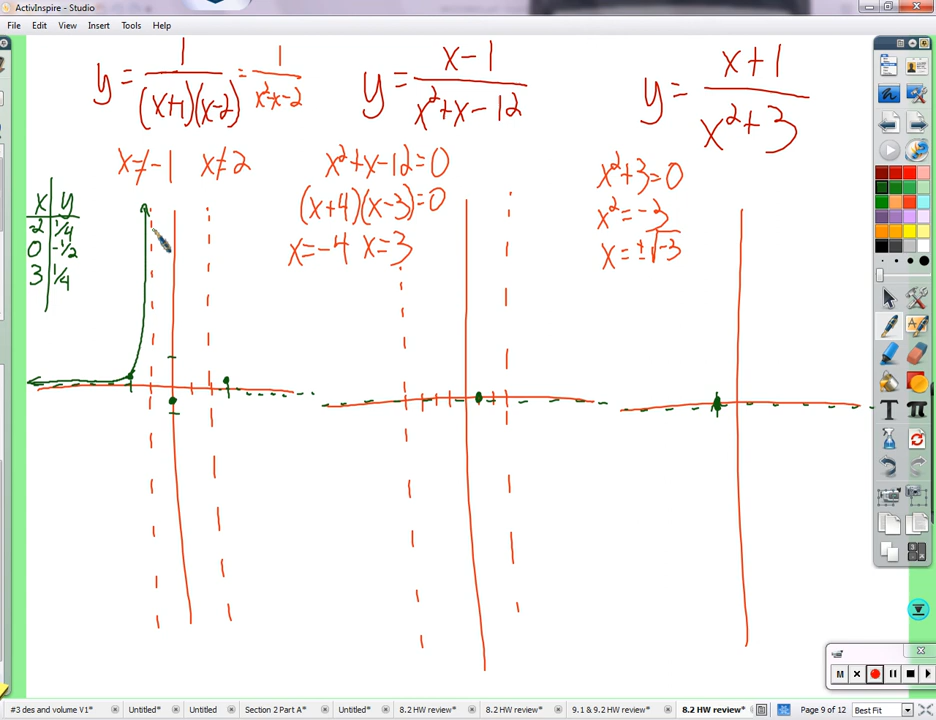 ActivInspire - Studio
File Edit View Insert Tools Help
y = 1/((x+1)(x-2)) = 1/(x²-x-2)
x≠-1 x≠2
x y
2 1/4
0 -1/2
3 1/4
y = (x-1)/(x²+x-12)
x²+x-12=0
(x+4)(x-3)=0
x=-4 x=3
y = (x+1)/(x²+3)
x²+3=0
x²=-3
x=±√-3
T π
M
#3 des and volume V1* Untitled* Untitled Section 2 Part A* Untitled* 8.2 HW review* 8.2 HW review* 9.1 & 9.2 HW review* 8.2 HW review* Page 9 of 12 Best Fit